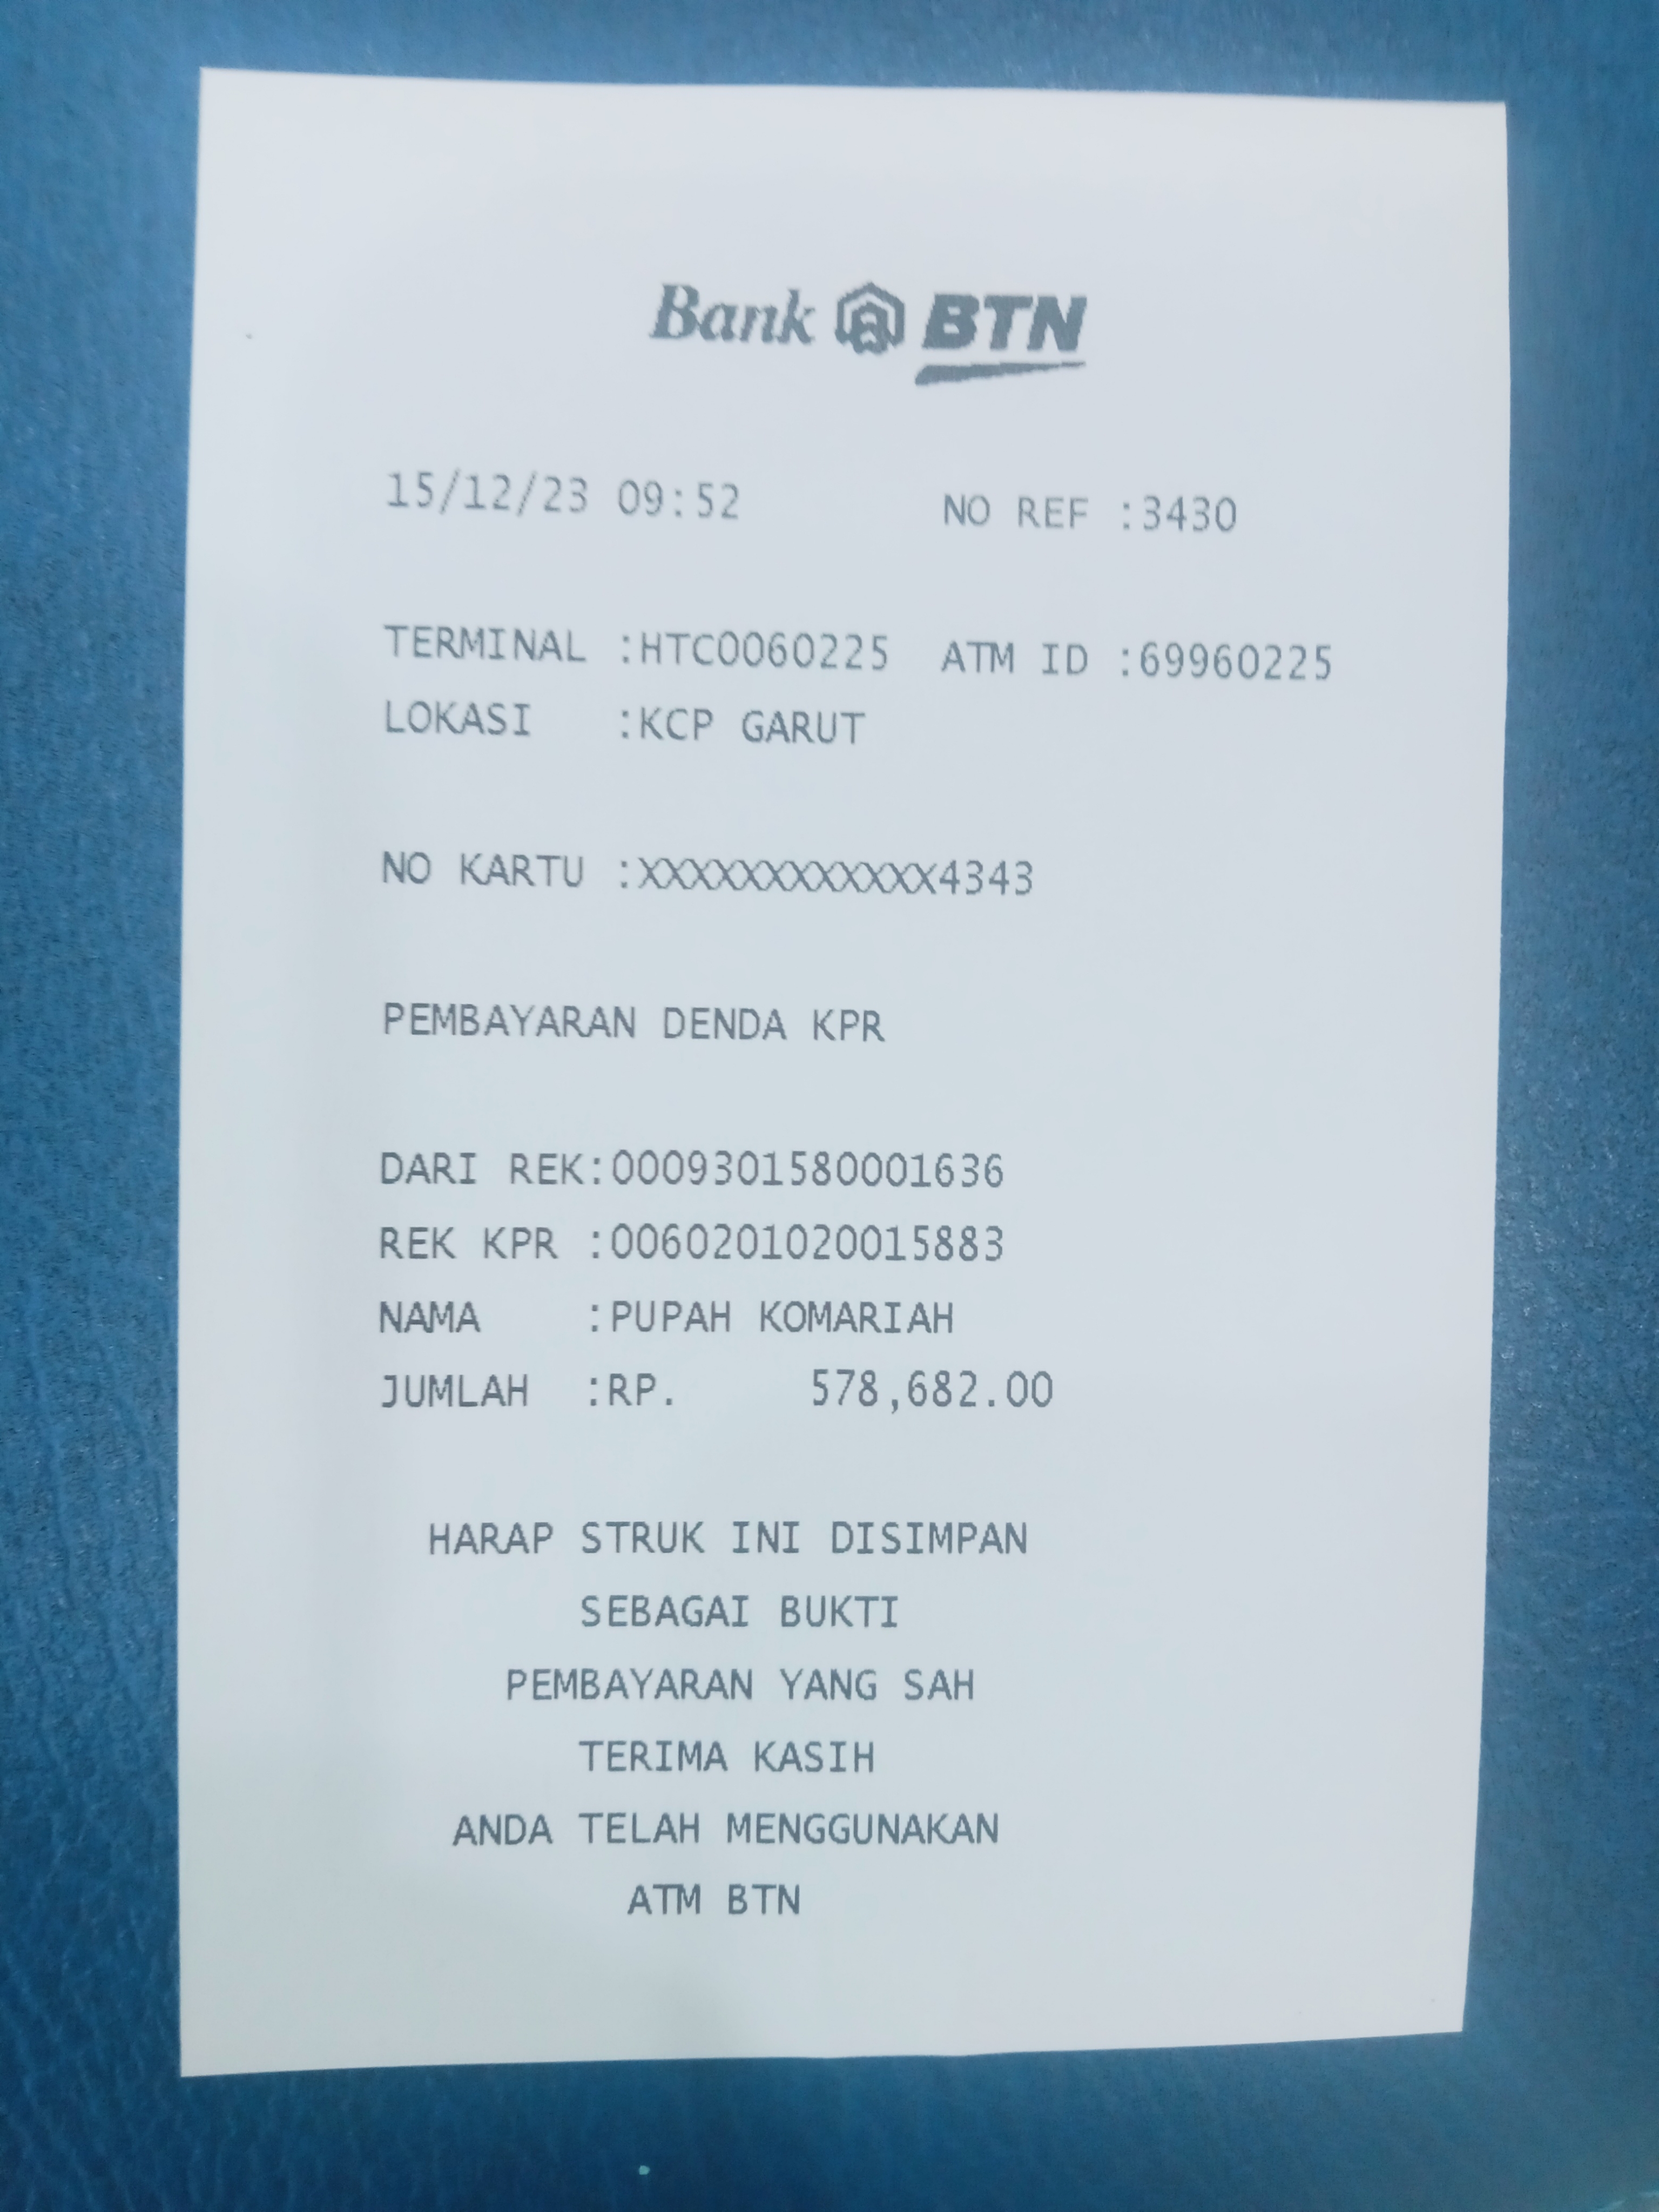 Bank BTN
15/12/23 09:52 NO REF :3430
TERMINAL :HTC0060225 ATM ID :69960225
LOKASI :KCP GARUT
NO KARTU :XXXXXXXXXXXX4343
PEMBAYARAN DENDA KPR
DARI REK:0009301580001636
REK KPR :0060201020015883
NAMA :PUPAH KOMARIAH
JUMLAH :RP. 578,682.00
HARAP STRUK INI DISIMPAN
SEBAGAI BUKTI
PEMBAYARAN YANG SAH
TERIMA KASIH
ANDA TELAH MENGGUNAKAN
ATM BTN